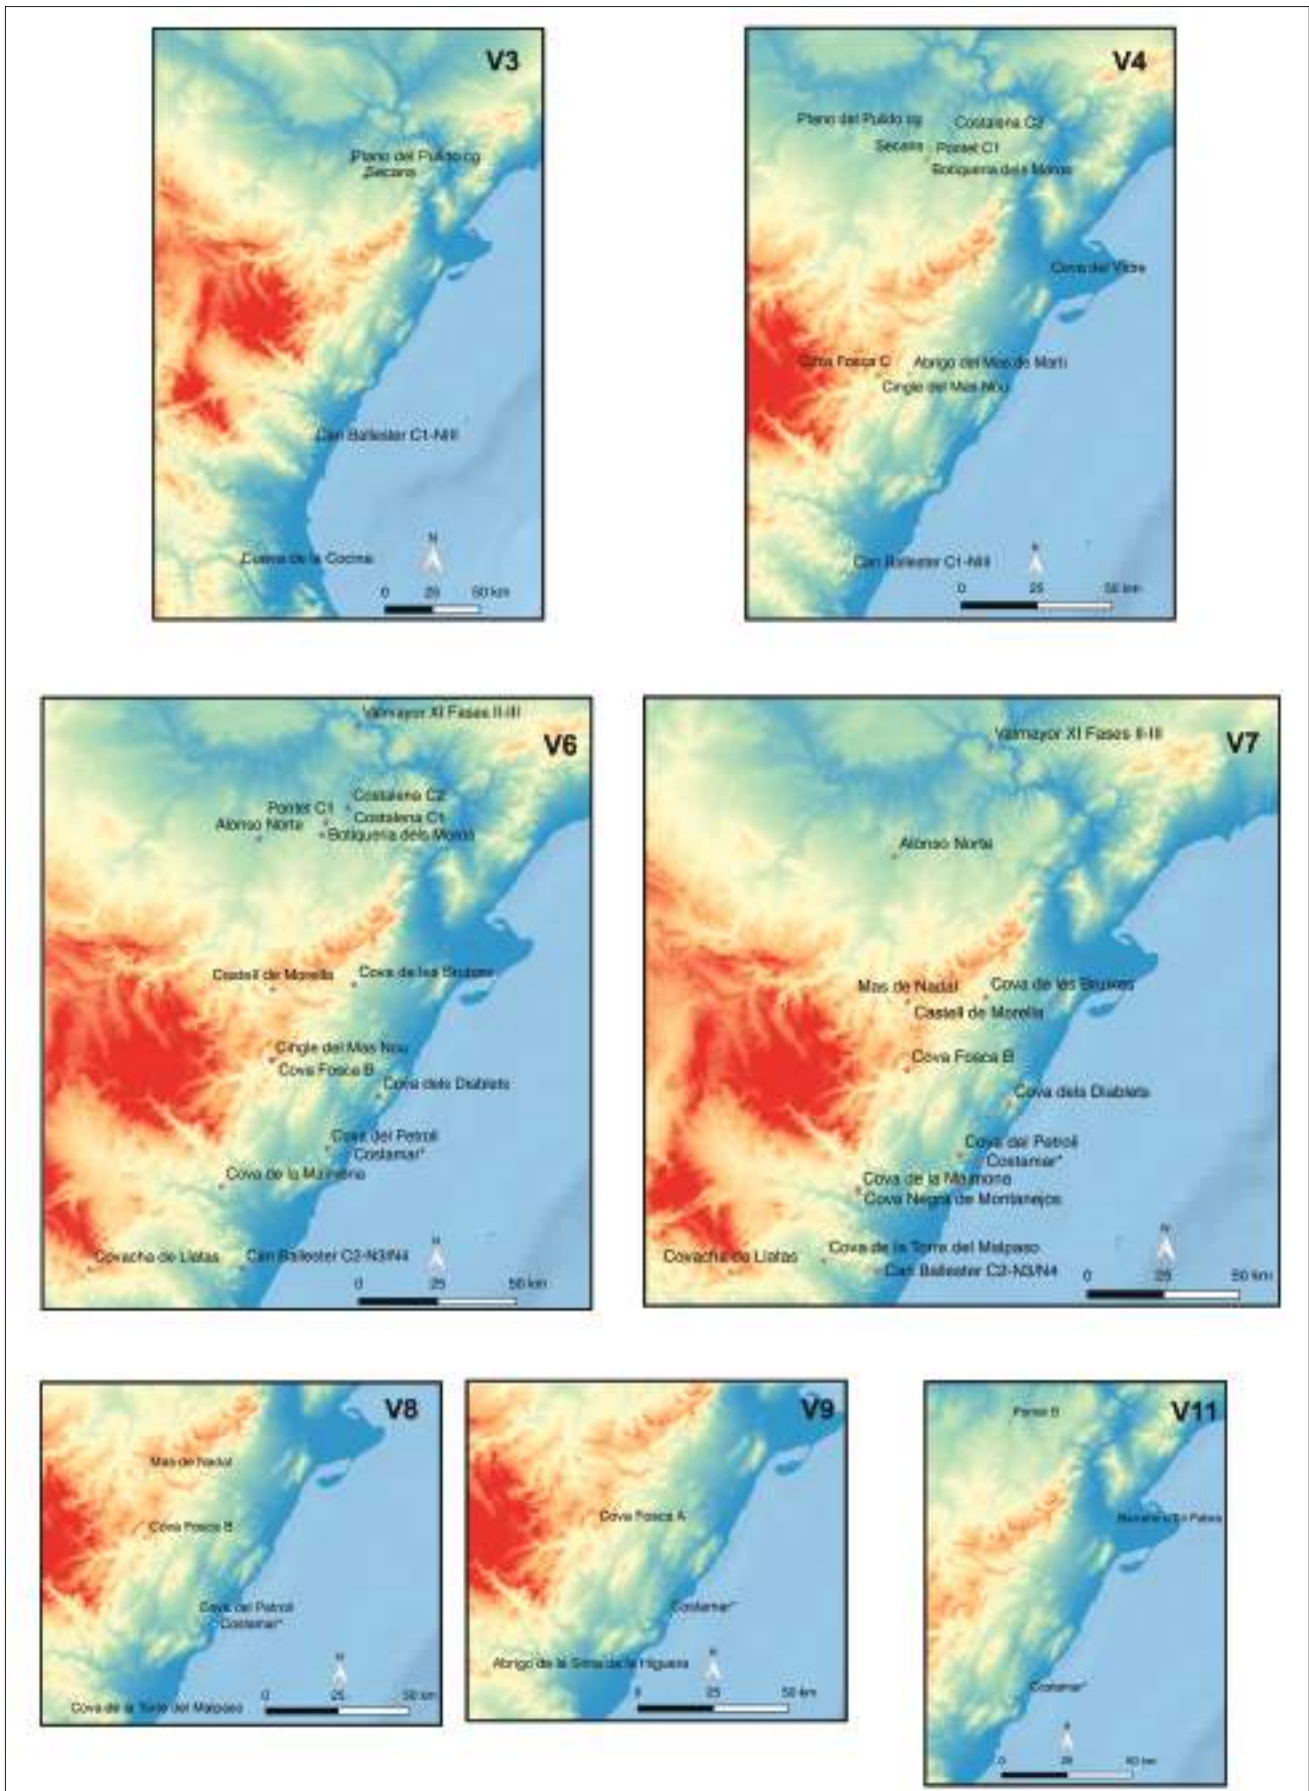 V3
Plano del Pulido cg
Secans
Can Ballester C1-NIII
Cueva de la Cocina
N
0 25 50 km
V4
Plano del Pulido cg
Costalena C2
Secans
Pontet C1
Botiqueria dels Moros
Cova del Vidre
Cova Fosca C
Abrigo del Mas de Martí
Cingle del Mas Nou
Can Ballester C1-NIII
N
0 25 50 km
Valmayor XI Fases II-III
V6
Costalena C2
Pontet C1
Costalena C1
Alonso Norte
Botiqueria dels Moros
Castell de Morella
Cova de les Bruixes
Cingle del Mas Nou
Cova Fosca B
Cova dels Diablets
Cova del Petroli
Costamar*
Cova de la Maimona
Covacha de Llatas
Can Ballester C2-N3/N4
N
0 25 50 km
Valmayor XI Fases II-III
V7
Alonso Norte
Mas de Nadal
Cova de les Bruixes
Castell de Morella
Cova Fosca B
Cova dels Diablets
Cova del Petroli
Costamar*
Cova de la Maimona
Cova Negra de Montanejos
Cova de la Torre del Malpaso
Covacha de Llatas
Can Ballester C2-N3/N4
N
0 25 50 km
V8
Mas de Nadal
Cova Fosca B
Cova del Petroli
Costamar*
Cova de la Torre del Malpaso
N
0 25 50 km
V9
Cova Fosca A
Costamar*
Abrigo de la Sima de la Higuera
N
0 25 50 km
V11
Pontet B
Costamar*
N
0 25 50 km